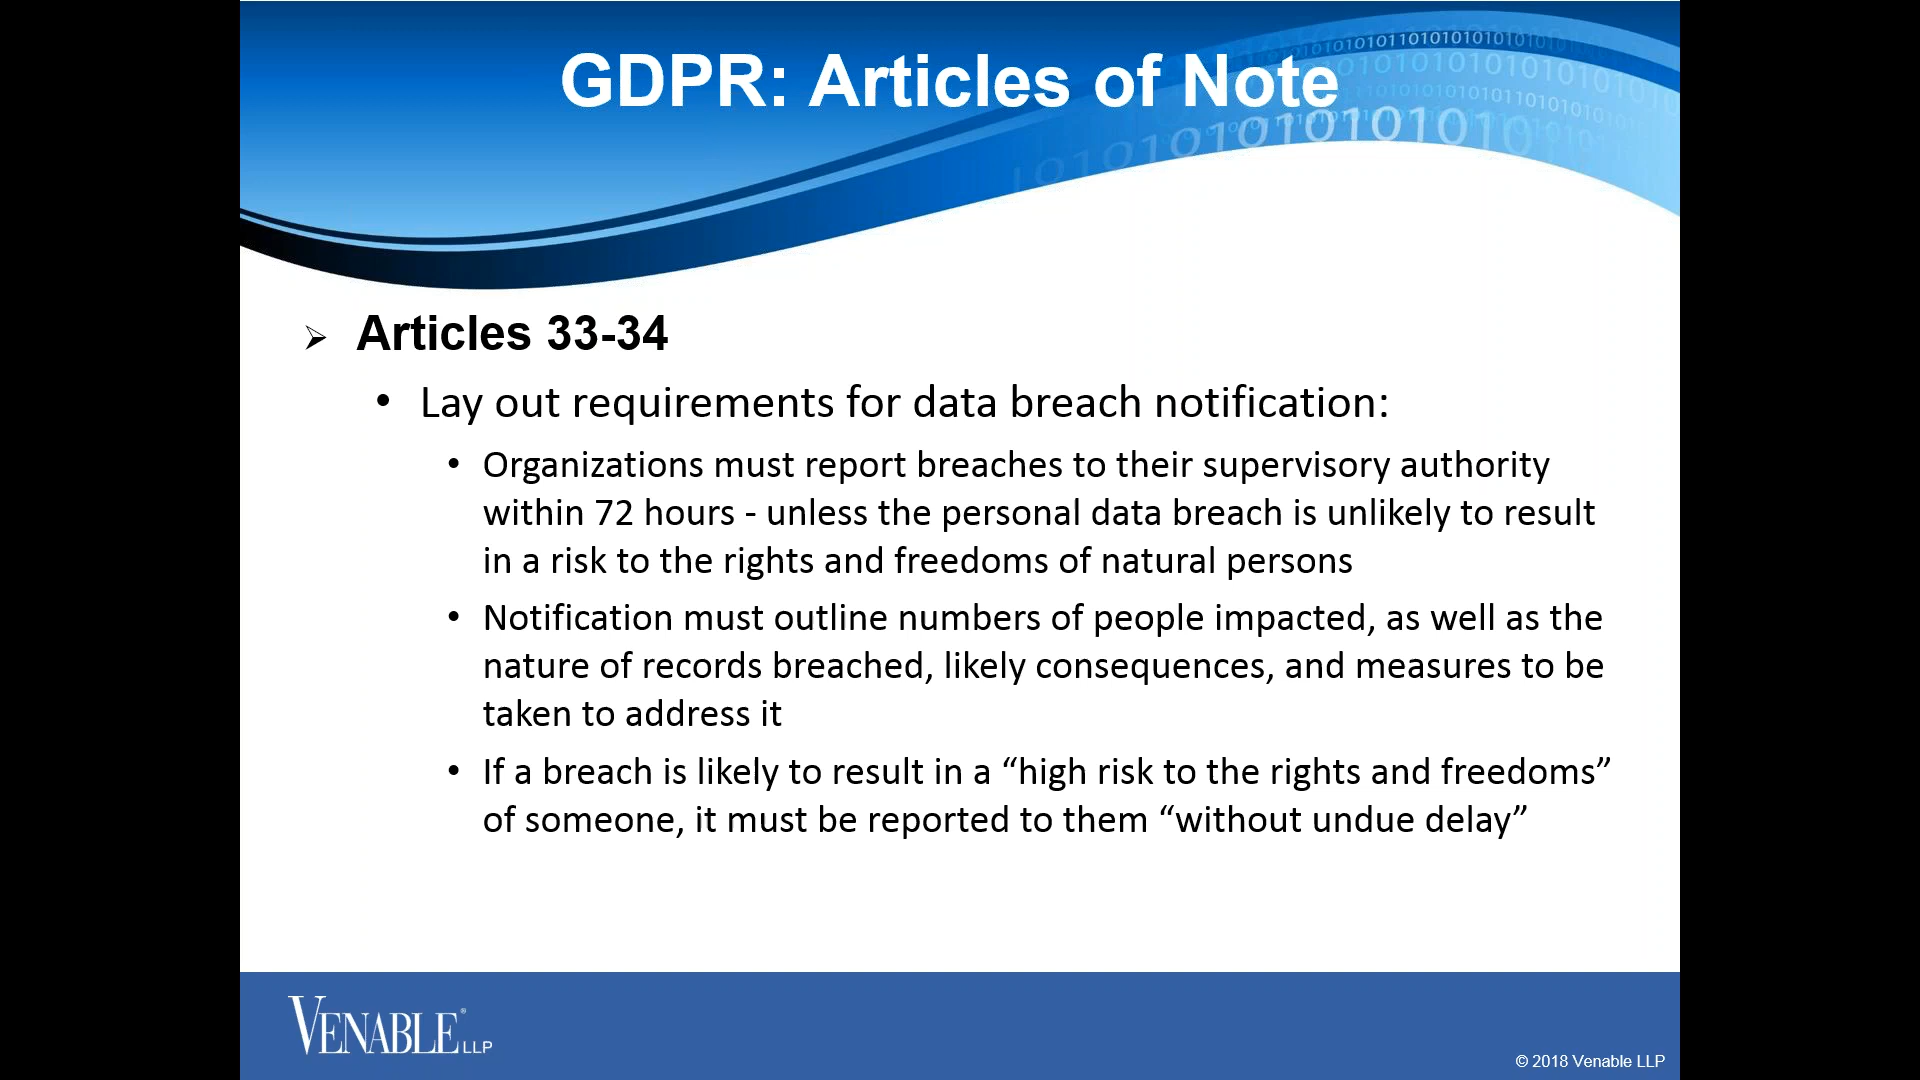 GDPR: Articles of Note
➢ Articles 33-34
• Lay out requirements for data breach notification:
• Organizations must report breaches to their supervisory authority
within 72 hours - unless the personal data breach is unlikely to result
in a risk to the rights and freedoms of natural persons
• Notification must outline numbers of people impacted, as well as the
nature of records breached, likely consequences, and measures to be
taken to address it
• If a breach is likely to result in a “high risk to the rights and freedoms”
of someone, it must be reported to them “without undue delay”
VENABLE® LLP
© 2018 Venable LLP